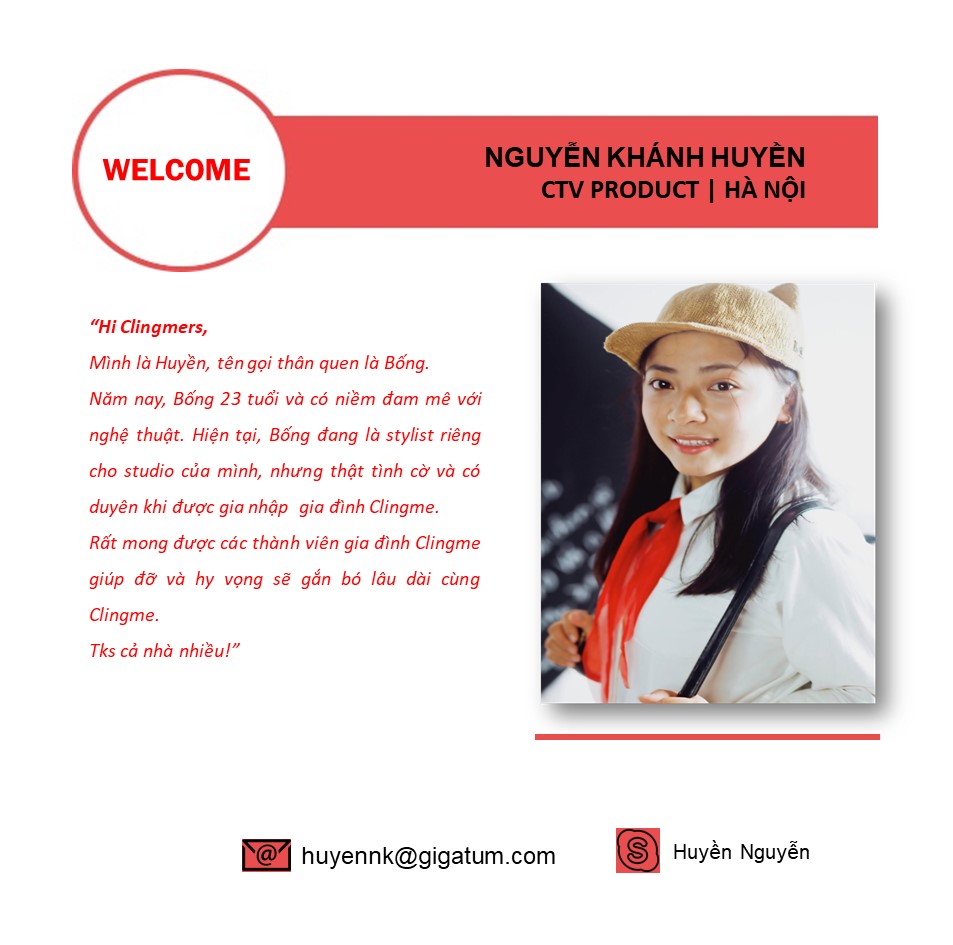 WELCOME
NGUYỄN KHÁNH HUYỀN
CTV PRODUCT | HÀ NỘI
“Hi Clingmers,
Mình là Huyền, tên gọi thân quen là Bống.
Năm nay, Bống 23 tuổi và có niềm đam mê với
nghệ thuật. Hiện tại, Bống đang là stylist riêng
cho studio của mình, nhưng thật tình cờ và có
duyên khi được gia nhập gia đình Clingme.
Rất mong được các thành viên gia đình Clingme
giúp đỡ và hy vọng sẽ gắn bó lâu dài cùng
Clingme.
Tks cả nhà nhiều!”
huyennk@gigatum.com
Huyền Nguyễn